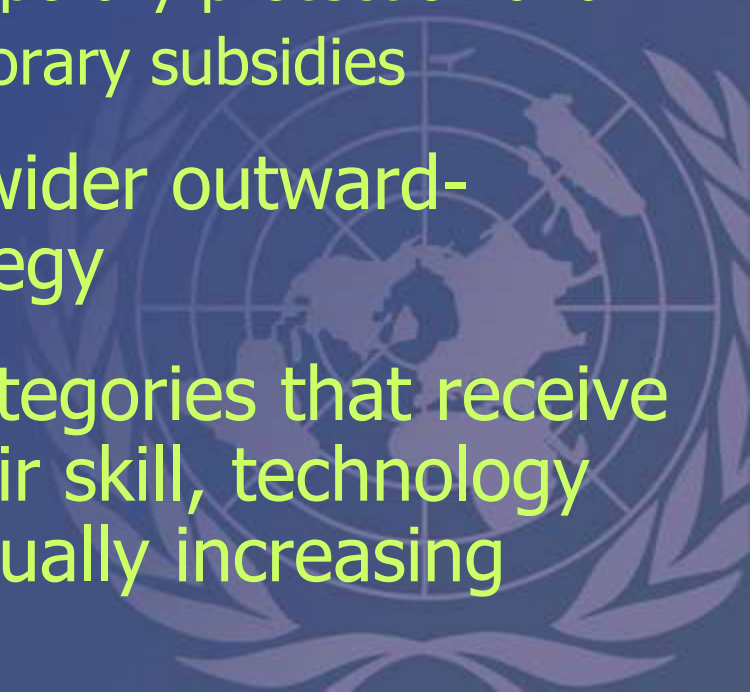 orary subsidies
wider outward-
egy
tegories that receive
ir skill, technology
ually increasing